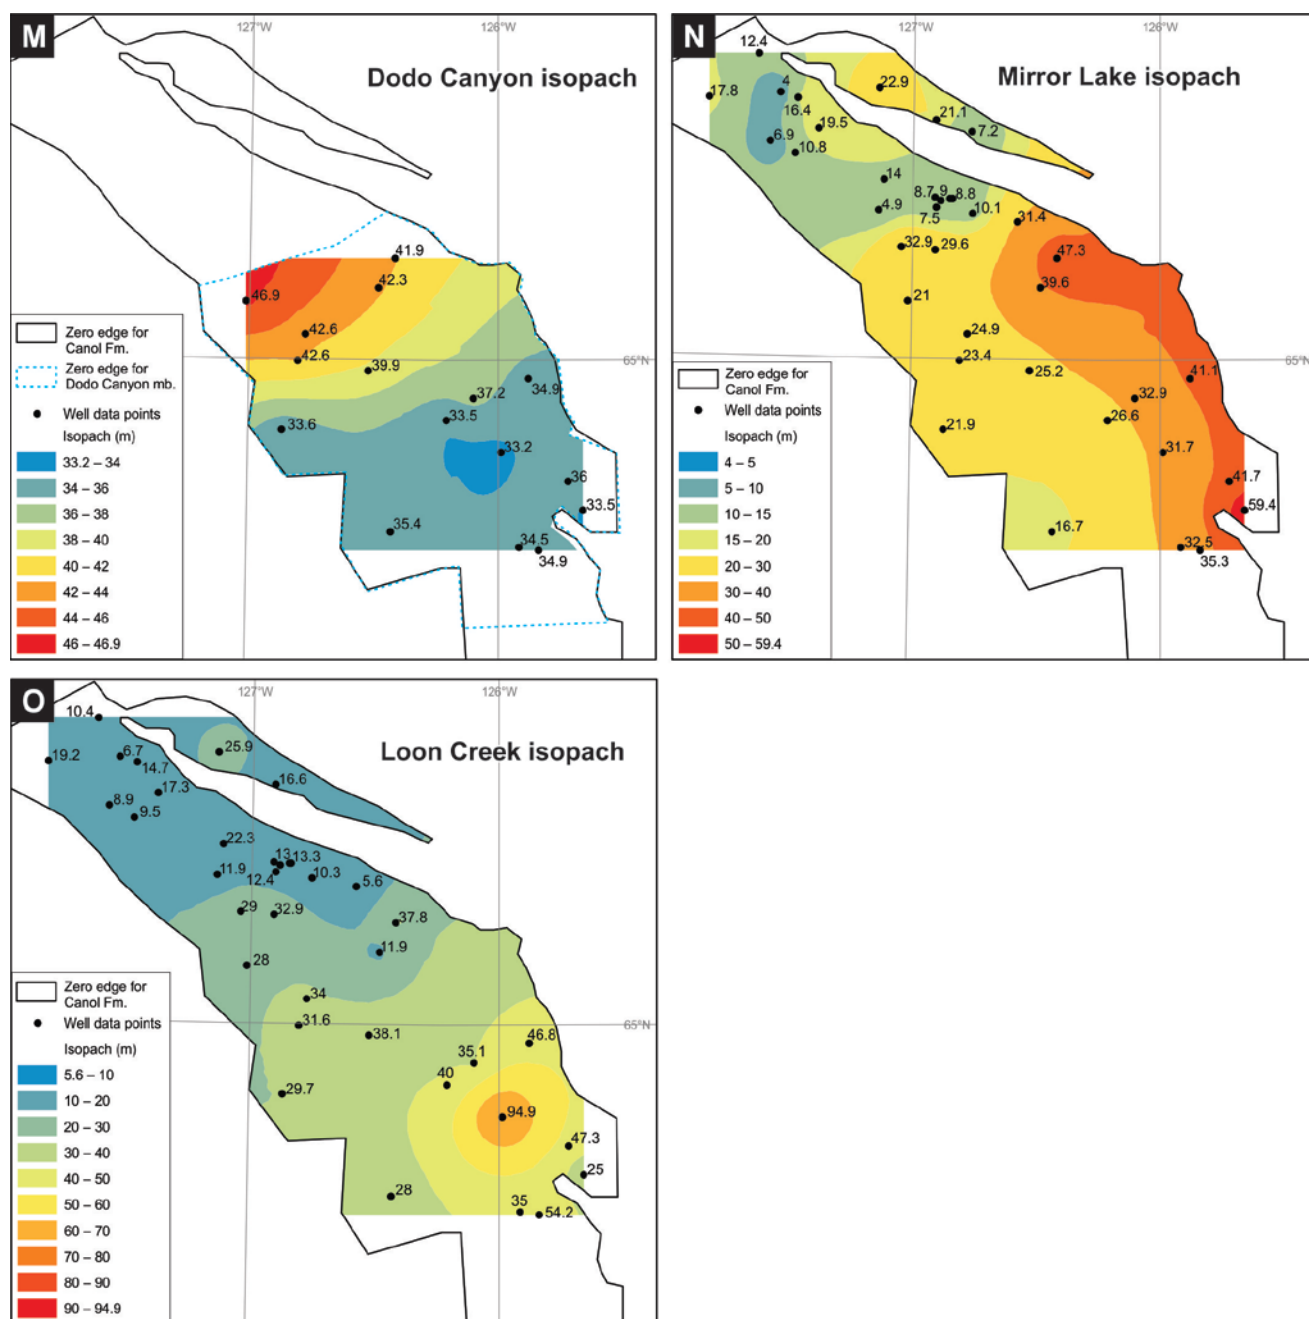 M
127°W
126°W
Dodo Canyon isopach
41.9
42.3
46.9
42.6
42.6
39.9
65°N
37.2
34.9
33.5
33.6
33.2
36
33.5
35.4
34.5
34.9
Zero edge for
Canol Fm.
Zero edge for
Dodo Canyon mb.
Well data points
Isopach (m)
33.2 – 34
34 – 36
36 – 38
38 – 40
40 – 42
42 – 44
44 – 46
46 – 46.9
N
127°W
126°W
Mirror Lake isopach
12.4
17.8
4
16.4
22.9
19.5
21.1
7.2
6.9
10.8
14
8.7
9
8.8
4.9
7.5
10.1
31.4
32.9
29.6
47.3
39.6
21
24.9
23.4
65°N
25.2
41.1
32.9
26.6
21.9
31.7
41.7
59.4
16.7
32.5
35.3
Zero edge for
Canol Fm.
Well data points
Isopach (m)
4 – 5
5 – 10
10 – 15
15 – 20
20 – 30
30 – 40
40 – 50
50 – 59.4
O
127°W
126°W
Loon Creek isopach
10.4
19.2
6.7
14.7
25.9
16.6
17.3
8.9
9.5
22.3
13
13.3
11.9
12.4
10.3
5.6
29
32.9
37.8
11.9
28
34
31.6
65°N
38.1
46.8
35.1
40
29.7
94.9
47.3
25
28
35
54.2
Zero edge for
Canol Fm.
Well data points
Isopach (m)
5.6 – 10
10 – 20
20 – 30
30 – 40
40 – 50
50 – 60
60 – 70
70 – 80
80 – 90
90 – 94.9